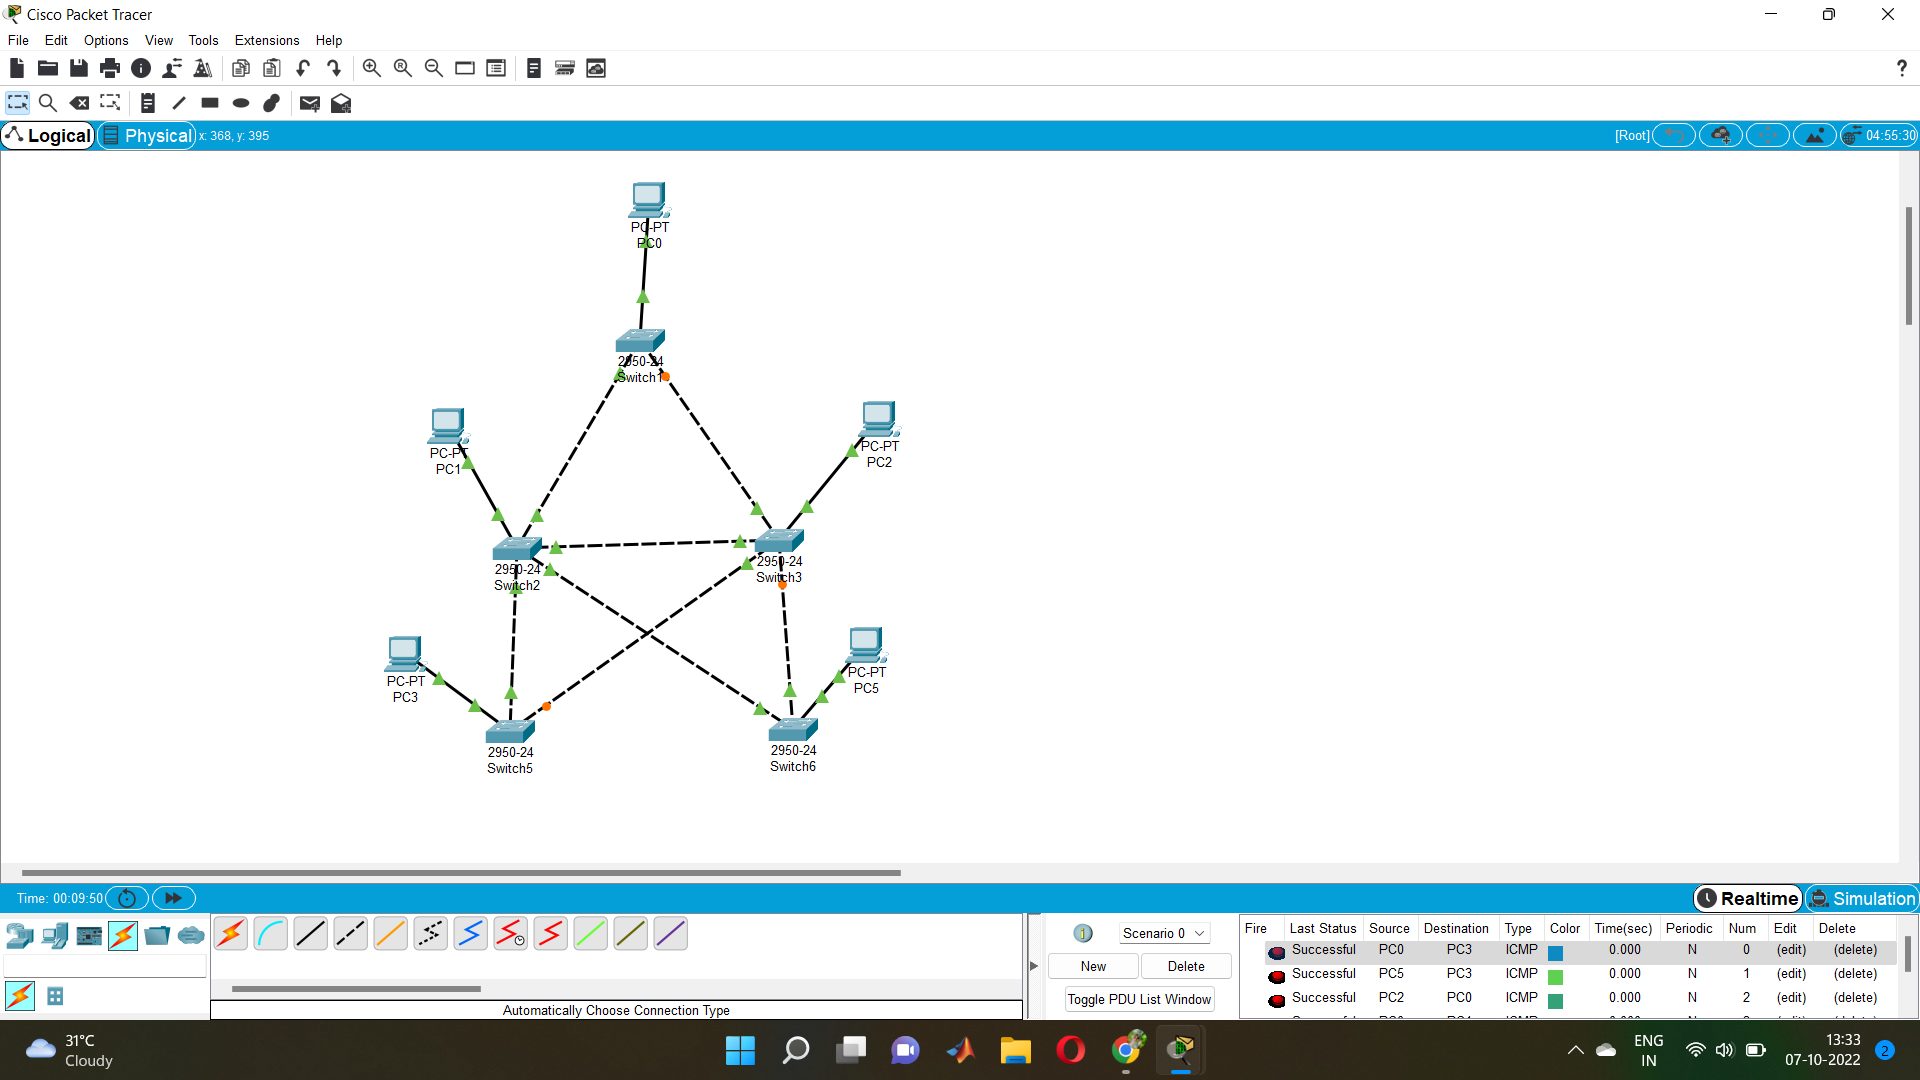 Cisco Packet Tracer
File Edit Options View Tools Extensions Help
Logical Physical x: 368, y: 395 [Root] 04:55:30
PC-PT
PC0
2950-24
Switch1
PC-PT
PC1
PC-PT
PC2
2950-24
Switch2
2950-24
Switch3
PC-PT
PC3
PC-PT
PC5
2950-24
Switch5
2950-24
Switch6
Time: 00:09:50 Realtime Simulation
Scenario 0
New Delete
Toggle PDU List Window
Automatically Choose Connection Type
Fire Last Status Source Destination Type Color Time(sec) Periodic Num Edit Delete
Successful PC0 PC3 ICMP 0.000 N 0 (edit) (delete)
Successful PC5 PC3 ICMP 0.000 N 1 (edit) (delete)
Successful PC2 PC0 ICMP 0.000 N 2 (edit) (delete)
31°C
Cloudy
ENG
IN
13:33
07-10-2022
2